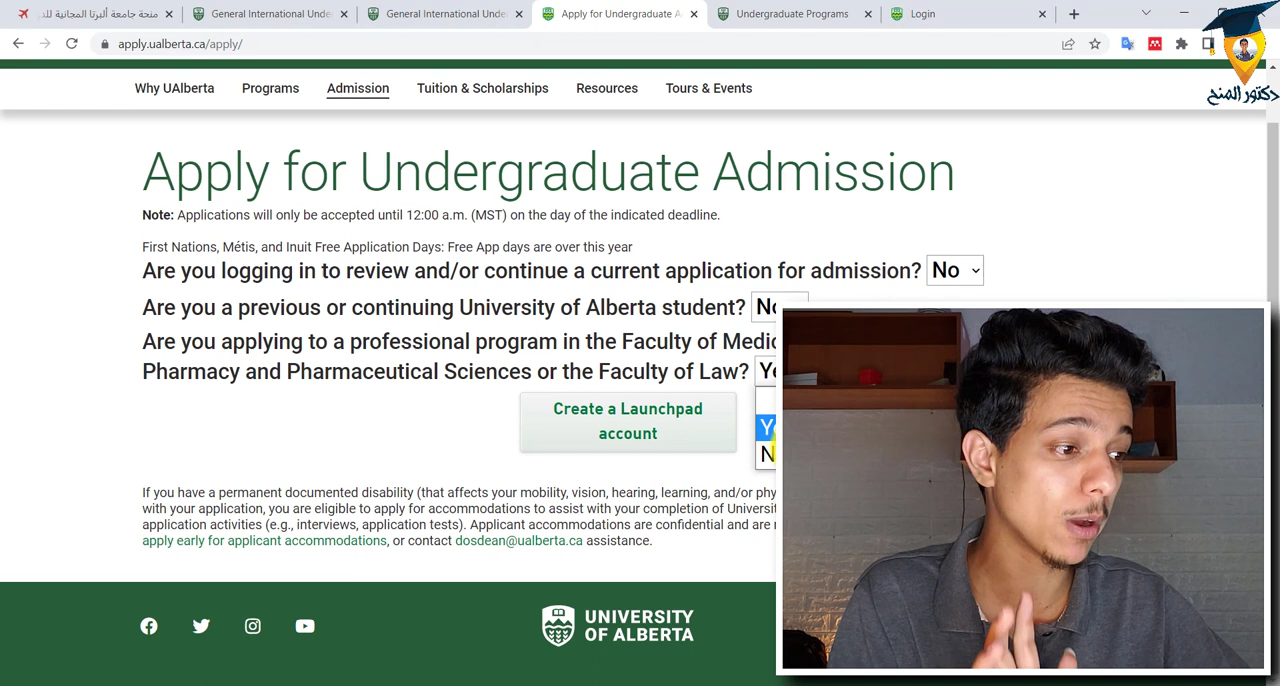 منحة جامعة ألبرتا المجانية للد
General International Unde
General International Unde
Apply for Undergraduate A
Undergraduate Programs
Login
apply.ualberta.ca/apply/
دكتور المنح
Why UAlberta
Programs
Admission
Tuition & Scholarships
Resources
Tours & Events
Apply for Undergraduate Admission
Note: Applications will only be accepted until 12:00 a.m. (MST) on the day of the indicated deadline.
First Nations, Métis, and Inuit Free Application Days: Free App days are over this year
Are you logging in to review and/or continue a current application for admission? No
Are you a previous or continuing University of Alberta student? No
Are you applying to a professional program in the Faculty of Medic
Pharmacy and Pharmaceutical Sciences or the Faculty of Law? Ye
Create a Launchpad
account
Y
N
If you have a permanent documented disability (that affects your mobility, vision, hearing, learning, and/or phy
with your application, you are eligible to apply for accommodations to assist with your completion of Universit
application activities (e.g., interviews, application tests). Applicant accommodations are confidential and are
apply early for applicant accommodations, or contact dosdean@ualberta.ca assistance.
UNIVERSITY
OF ALBERTA